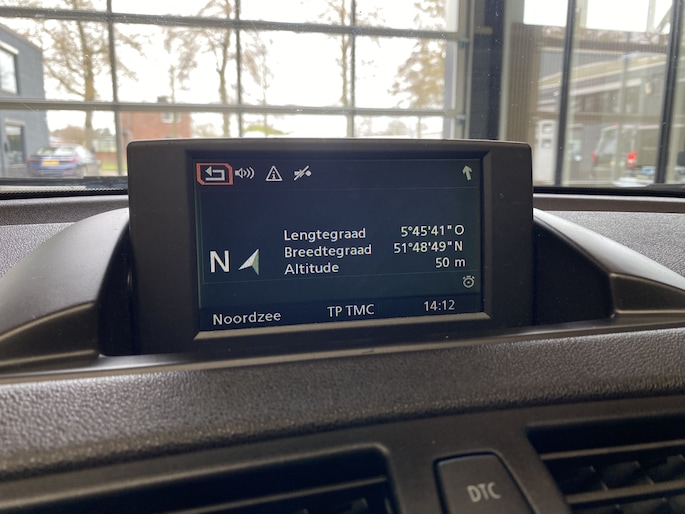 Lengtegraad 5°45'41"O
Breedtegraad 51°48'49"N
Altitude 50 m
N
Noordzee TP TMC 14:12
DTC